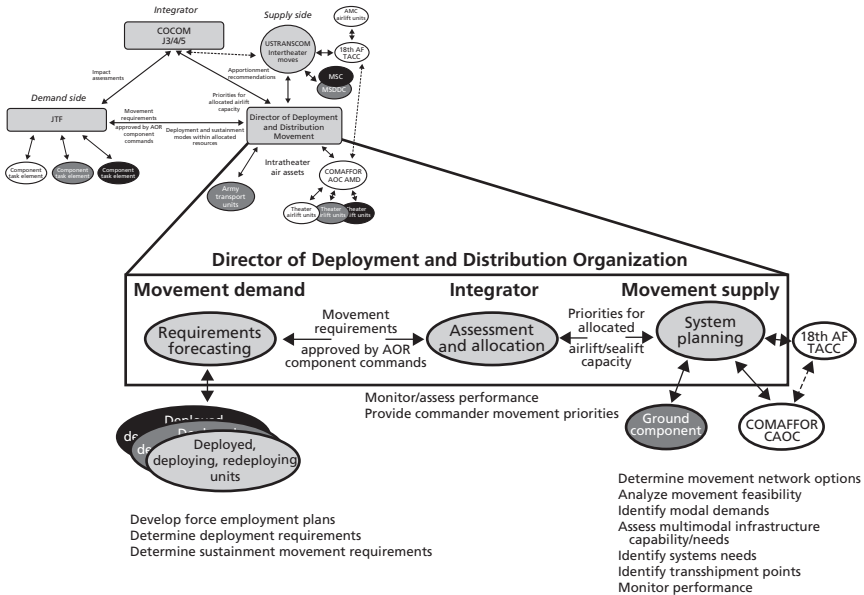 Integrator
COCOM
J3/4/5
Supply side
USTRANSCOM
Intertheater
moves
AMC
airlift units
18th AF
TACC
MSC
MSDDC
Impact
assessments
Apportionment
recommendations
Priorities for
allocated airlift
capacity
Demand side
JTF
Movement
requirements
approved by AOR
component
commands
Deployment and sustainment
modes within allocated
resources
Director of Deployment
and Distribution
Movement
Component
task element
Component
task element
Component
task element
Intratheater
air assets
Army
transport
units
COMAFFOR
AOC AMD
Theater
airlift units
Theater
lift units
Theater
lift units
Director of Deployment and Distribution Organization
Movement demand
Integrator
Movement supply
Requirements
forecasting
Movement
requirements
approved by AOR
component commands
Assessment
and allocation
Priorities for
allocated
airlift/sealift
capacity
System
planning
18th AF
TACC
Monitor/assess performance
Provide commander movement priorities
Ground
component
COMAFFOR
CAOC
Deployed
de
de
Deployed,
deploying, redeploying
units
Develop force employment plans
Determine deployment requirements
Determine sustainment movement requirements
Determine movement network options
Analyze movement feasibility
Identify modal demands
Assess multimodal infrastructure
capability/needs
Identify systems needs
Identify transshipment points
Monitor performance